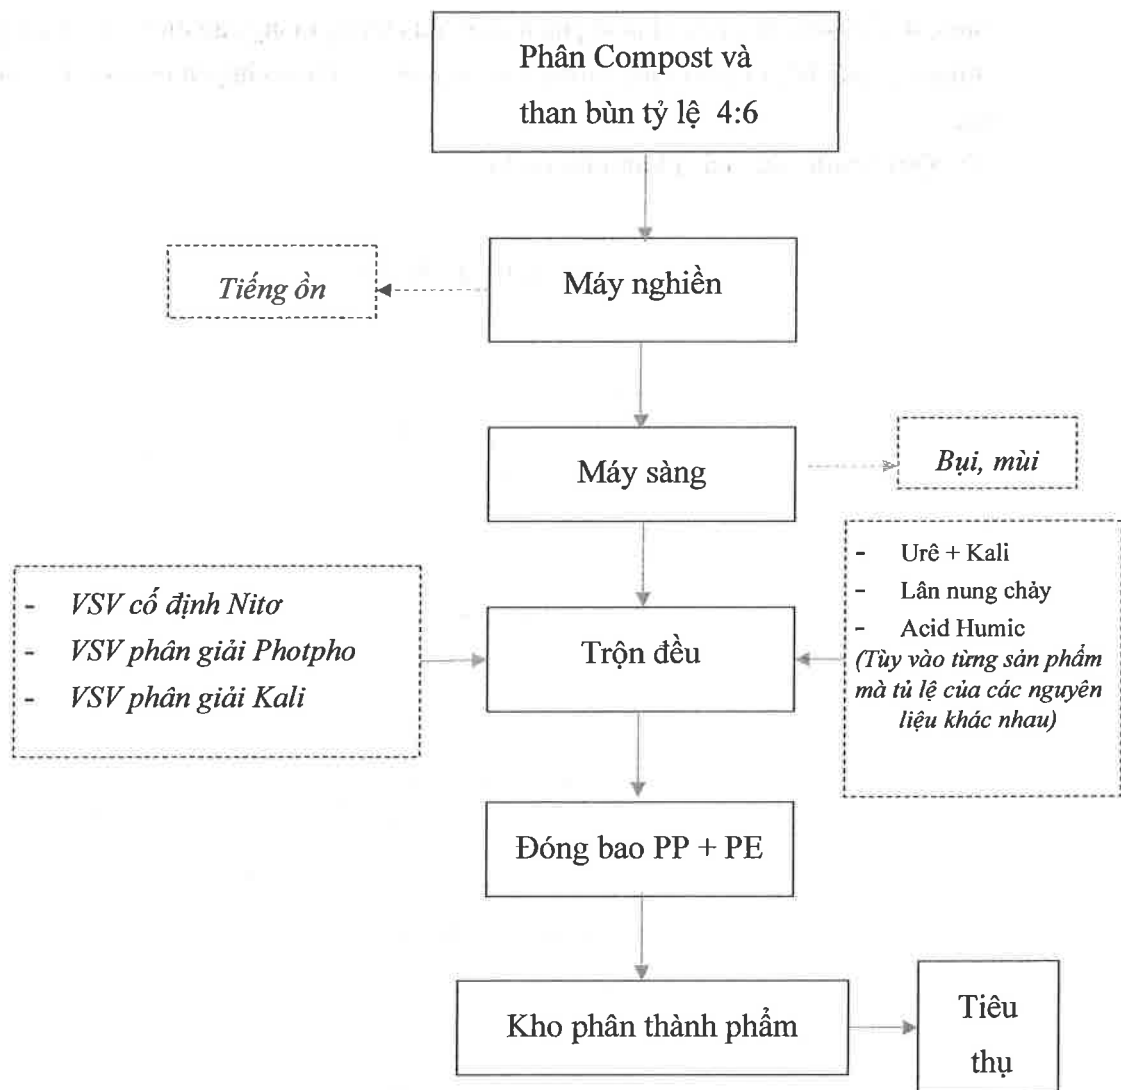 Phân Compost và
than bùn tỷ lệ 4:6
Tiếng ồn
Máy nghiền
Máy sàng
Bụi, mùi
- VSV cố định Nitơ
- VSV phân giải Photpho
- VSV phân giải Kali
Trộn đều
- Urê + Kali
- Lân nung chảy
- Acid Humic
(Tùy vào từng sản phẩm
mà tủ lệ của các nguyên
liệu khác nhau)
Đóng bao PP + PE
Kho phân thành phẩm
Tiêu
thụ